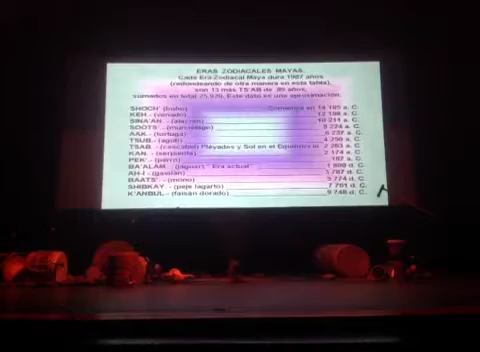 ERAS ZODIACALES MAYAS.
Cada Era Zodiacal Maya dura 1987 años
(redondeando de otra manera en esta tabla),
son 13 más TS'AB de 89 años,
sumados en total 25,920. Este dato es una aproximación.
SHOCH' (búho) Comienza en 14 185 a. C.
KEH.- (venado) 12 198 a. C.
SINA'AN. - (alacrán) 10 211 a. C.
SOOTS'. - (murciélago) 8 224 a. C.
AAK. - (tortuga) 6 237 a. C.
TSUB. - (agutí) 4 250 a. C.
TSAB. - (cascabel) Pléyades y Sol en el Equinoccio 2 263 a. C.
KAN. - (serpiente) 2 174 a. C.
PEK'. - (perro) 187 a. C.
BA'ALAM. - (jaguar), "Era actual" 1 800 d. C.
AH-I - (gavilán) 3 787 d. C.
BAATS'. - (mono) 5 774 d. C.
SHIBKAY. - (peje lagarto) 7 761 d. C.
K'ANBUL. - (faisán dorado) 9 748 d. C.